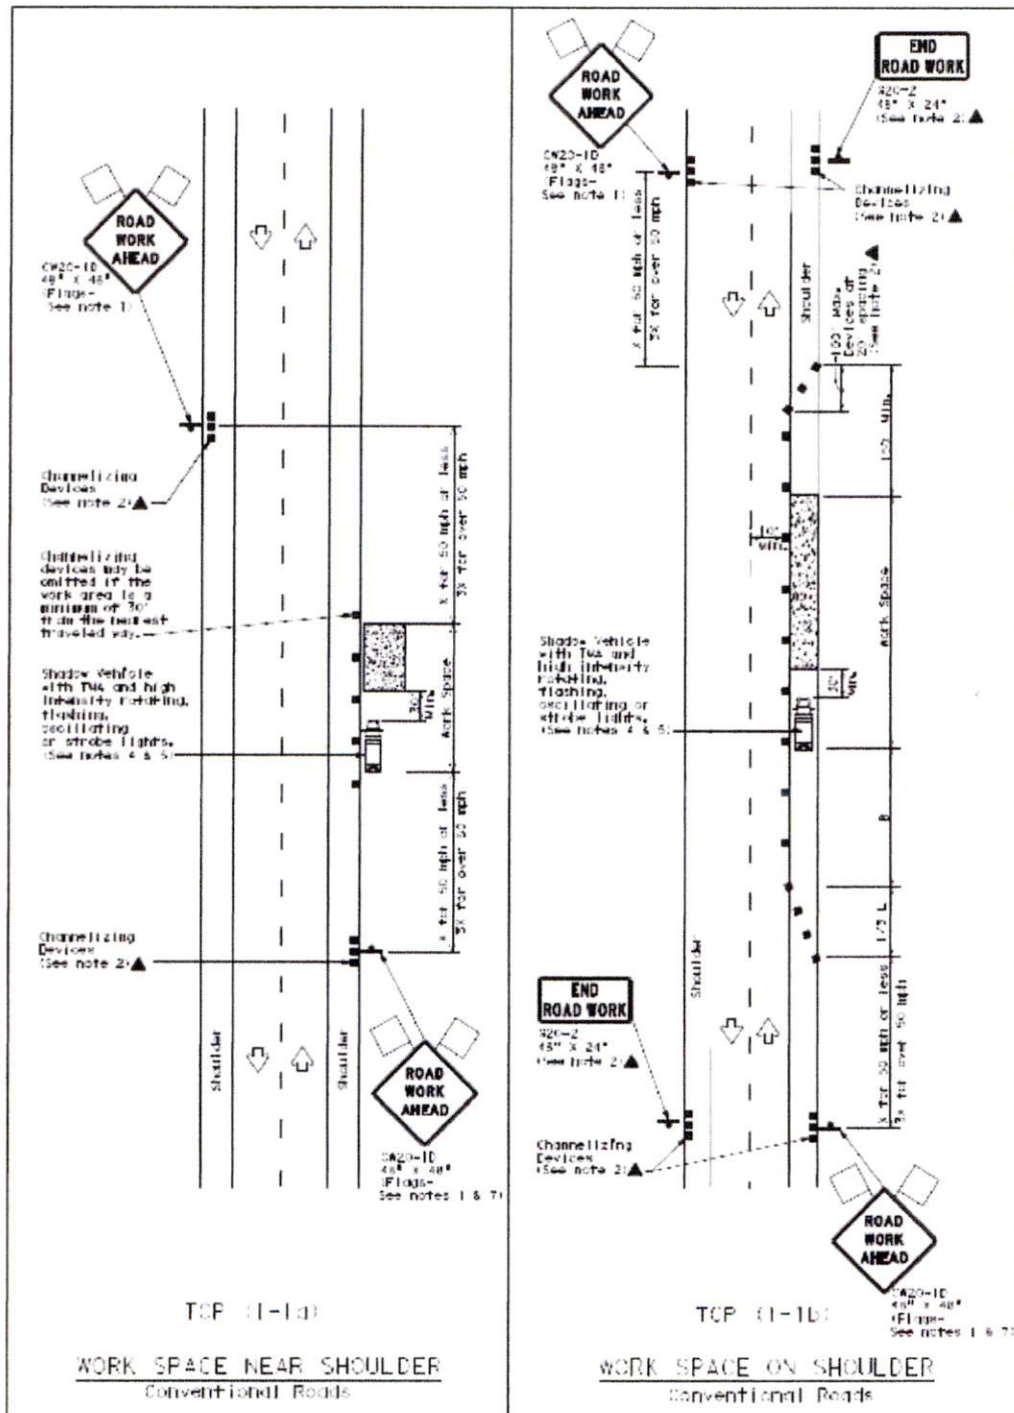 ROAD
WORK
AHEAD
CW20-1D
48" X 48"
(Flags-
See note 1)
Channelizing
Devices
(See note 2)▲
Channelizing
devices may be
omitted if the
work area is a
minimum of 30'
from the nearest
traveled way.
Shadow Vehicle
with TMA and high
intensity rotating,
flashing,
oscillating
or strobe lights.
(See notes 4 & 5)
X for 50 mph or less
3X for over 50 mph
30'
Min.
Work Space
X for 50 mph or less
3X for over 50 mph
Channelizing
Devices
(See note 2)▲
Shoulder
Shoulder
ROAD
WORK
AHEAD
CW20-1D
48" X 48"
(Flags-
See notes 1 & 7)
TCP (1-1a)
WORK SPACE NEAR SHOULDER
Conventional Roads
ROAD
WORK
AHEAD
CW20-1D
48" X 48"
(Flags-
See note 1)
END
ROAD WORK
G20-2
48" X 24"
(See note 2)▲
Channelizing
Devices
(See note 2)▲
X for 50 mph or less
3X for over 50 mph
Shoulder
100' Max.
Devices at
20' spacing
(See note 2)▲
100' Min.
10'
Min.
Work Space
Shadow Vehicle
with TMA and
high intensity
rotating,
flashing,
oscillating or
strobe lights.
(See notes 4 & 5)
30'
Min.
B
1/3 L
X for 50 mph or less
3X for over 50 mph
Shoulder
END
ROAD WORK
G20-2
48" X 24"
(See note 2)▲
Channelizing
Devices
(See note 2)▲
ROAD
WORK
AHEAD
CW20-1D
48" X 48"
(Flags-
See notes 1 & 7)
TCP (1-1b)
WORK SPACE ON SHOULDER
Conventional Roads